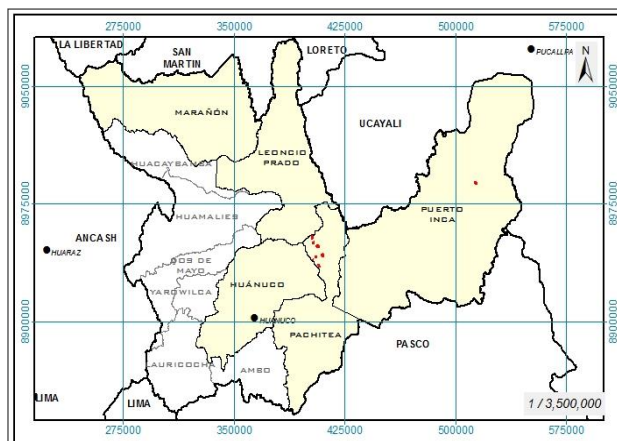 275000 350000 425000 500000 575000
LA LIBERTAD
SAN
MARTIN
LORETO
PUCALLPA
N
9050000
9050000
MARAÑÓN
UCAYALI
LEONCIO
PRADO
HUACAYBAMBA
8975000
8975000
HUAMALIES
PUERTO
INCA
ANCASH
HUARAZ
DOS DE
MAYO
YAROWILCA
HUÁNUCO
HUANUCO
8900000
8900000
PACHITEA
PASCO
LAURICOCHA
AMBO
LIMA
LIMA
1 / 3,500,000
275000 350000 425000 500000 575000